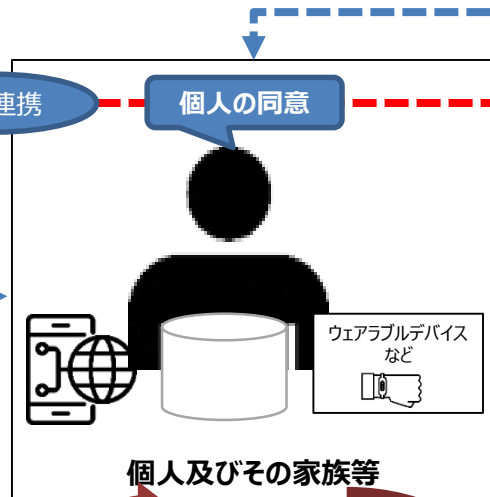 連携
個人の同意
ウェアラブルデバイス
など
個人及びその家族等